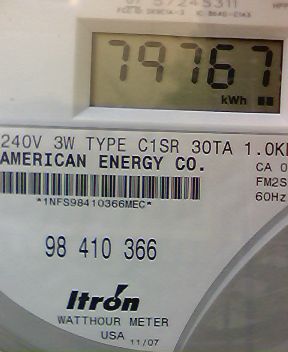 79767
kWh
240V 3W TYPE C1SR 30TA 1.0K
AMERICAN ENERGY CO.
CA 0
FM2S
*1NFS98410366MEC*
60Hz
98 410 366
Itrón
WATTHOUR METER
USA 11/07